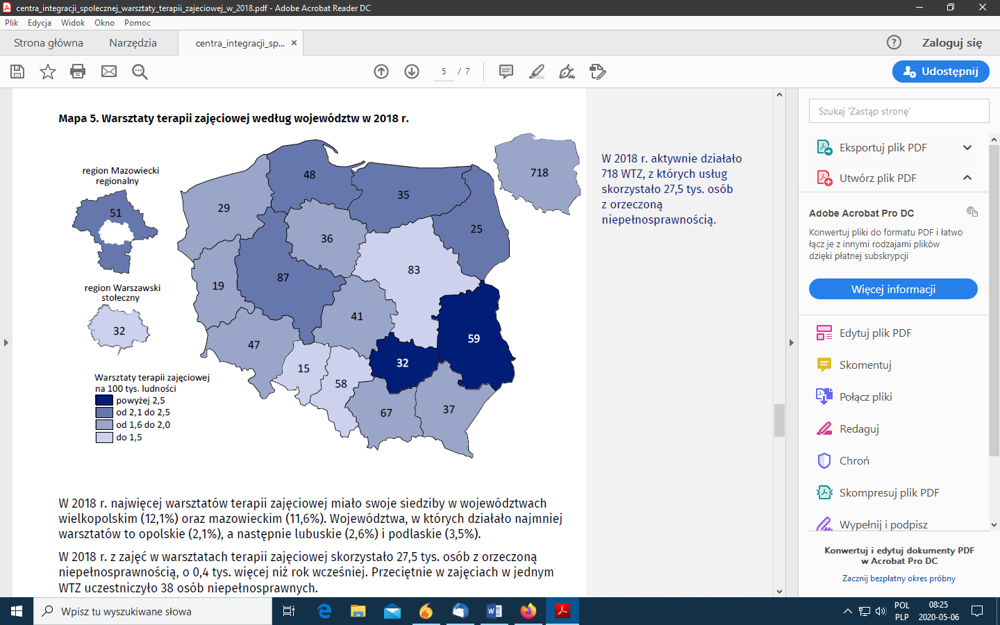 centra_integracji_spolecznej_warsztaty_terapii_zajeciowej_w_2018.pdf - Adobe Acrobat Reader DC
Plik Edycja Widok Okno Pomoc
Strona główna Narzędzia centra_integracji_sp... × Zaloguj się
5 / 7
Udostępnij
Mapa 5. Warsztaty terapii zajęciowej według województw w 2018 r.
region Mazowiecki
regionalny
51
region Warszawski
stołeczny
32
48
35
29
25
36
83
87
19
41
47
59
32
15
58
67
37
718
Warsztaty terapii zajęciowej
na 100 tys. ludności
powyżej 2,5
od 2,1 do 2,5
od 1,6 do 2,0
do 1,5
W 2018 r. aktywnie działało
718 WTZ, z których usług
skorzystało 27,5 tys. osób
z orzeczoną
niepełnosprawnością.
W 2018 r. najwięcej warsztatów terapii zajęciowej miało swoje siedziby w województwach
wielkopolskim (12,1%) oraz mazowieckim (11,6%). Województwa, w których działało najmniej
warsztatów to opolskie (2,1%), a następnie lubuskie (2,6%) i podlaskie (3,5%).
W 2018 r. z zajęć w warsztatach terapii zajęciowej skorzystało 27,5 tys. osób z orzeczoną
niepełnosprawnością, o 0,4 tys. więcej niż rok wcześniej. Przeciętnie w zajęciach w jednym
WTZ uczestniczyło 38 osób niepełnosprawnych.
Szukaj 'Zastąp stronę'
Eksportuj plik PDF
Utwórz plik PDF
Adobe Acrobat Pro DC
Konwertuj pliki do formatu PDF i łatwo
łącz je z innymi rodzajami plików
dzięki płatnej subskrypcji
Więcej informacji
Edytuj plik PDF
Skomentuj
Połącz pliki
Redaguj
Chroń
Skompresuj plik PDF
Wypełnij i podpisz
Konwertuj i edytuj dokumenty PDF
w Acrobat Pro DC
Zacznij bezpłatny okres próbny
Wpisz tu wyszukiwane słowa
POL
PLP
08:25
2020-05-06